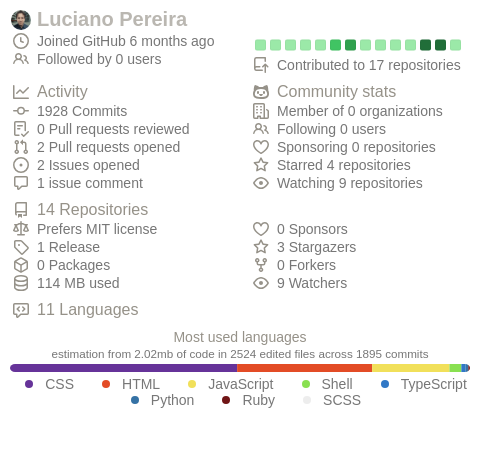 Luciano Pereira
Joined GitHub 6 months ago
Followed by 0 users
Contributed to 17 repositories
Activity
1928 Commits
0 Pull requests reviewed
2 Pull requests opened
2 Issues opened
1 issue comment
Community stats
Member of 0 organizations
Following 0 users
Sponsoring 0 repositories
Starred 4 repositories
Watching 9 repositories
14 Repositories
Prefers MIT license
1 Release
0 Packages
114 MB used
0 Sponsors
3 Stargazers
0 Forkers
9 Watchers
11 Languages
Most used languages
estimation from 2.02mb of code in 2524 edited files across 1895 commits
CSS HTML JavaScript Shell TypeScript
Python Ruby SCSS